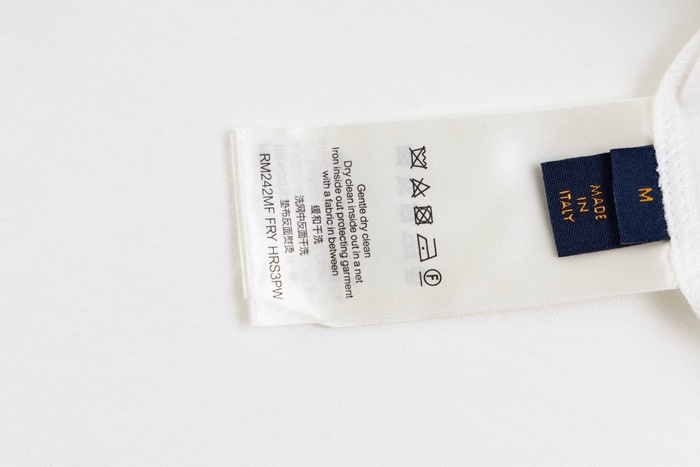 Gentle dry clean
Dry clean inside out in a net
Iron inside out protecting garment
with a fabric in between
缓和干洗
洗网中反面干洗
垫布反面熨烫
RM242MF FRY HRS3PW
F
MADE
IN
ITALY
M